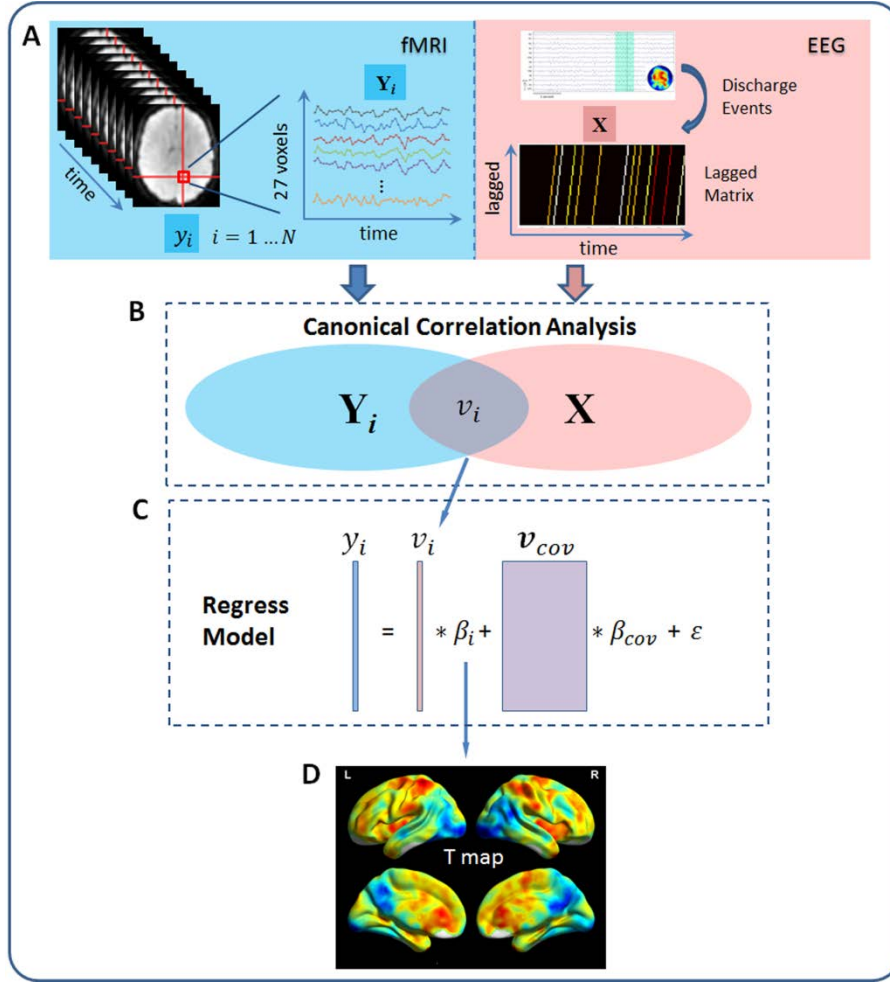 A
fMRI
EEG
Y_i
27 voxels
⋮
time
time
y_i i = 1 … N
Discharge
Events
X
lagged
Lagged
Matrix
time
B
Canonical Correlation Analysis
Y_i
v_i
X
C
y_i v_i v_cov
Regress
Model
= * β_i + * β_cov + ε
D
L
R
T map